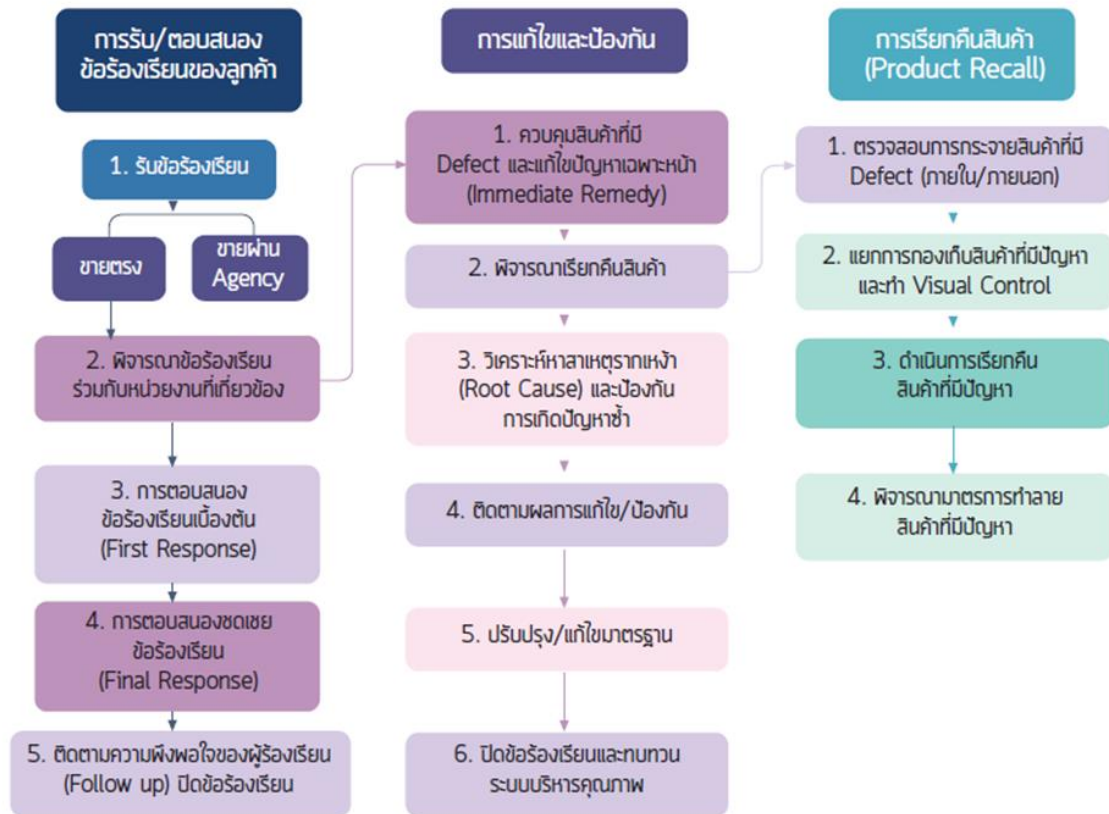 การรับ/ตอบสนอง
ข้อร้องเรียนของลูกค้า
1. รับข้อร้องเรียน
ขายตรง
ขายผ่าน
Agency
2. พิจารณาข้อร้องเรียน
ร่วมกับหน่วยงานที่เกี่ยวข้อง
3. การตอบสนอง
ข้อร้องเรียนเบื้องต้น
(First Response)
4. การตอบสนองชดเชย
ข้อร้องเรียน
(Final Response)
5. ติดตามความพึงพอใจของผู้ร้องเรียน
(Follow up) ปิดข้อร้องเรียน
การแก้ไขและป้องกัน
1. ควบคุมสินค้าที่มี
Defect และแก้ไขปัญหาเฉพาะหน้า
(Immediate Remedy)
2. พิจารณาเรียกคืนสินค้า
3. วิเคราะห์หาสาเหตุรากเหง้า
(Root Cause) และป้องกัน
การเกิดปัญหาซ้ำ
4. ติดตามผลการแก้ไข/ป้องกัน
5. ปรับปรุง/แก้ไขมาตรฐาน
6. ปิดข้อร้องเรียนและทบทวน
ระบบบริหารคุณภาพ
การเรียกคืนสินค้า
(Product Recall)
1. ตรวจสอบการกระจายสินค้าที่มี
Defect (ภายใน/ภายนอก)
2. แยกการกองเก็บสินค้าที่มีปัญหา
และทำ Visual Control
3. ดำเนินการเรียกคืน
สินค้าที่มีปัญหา
4. พิจารณามาตรการทำลาย
สินค้าที่มีปัญหา